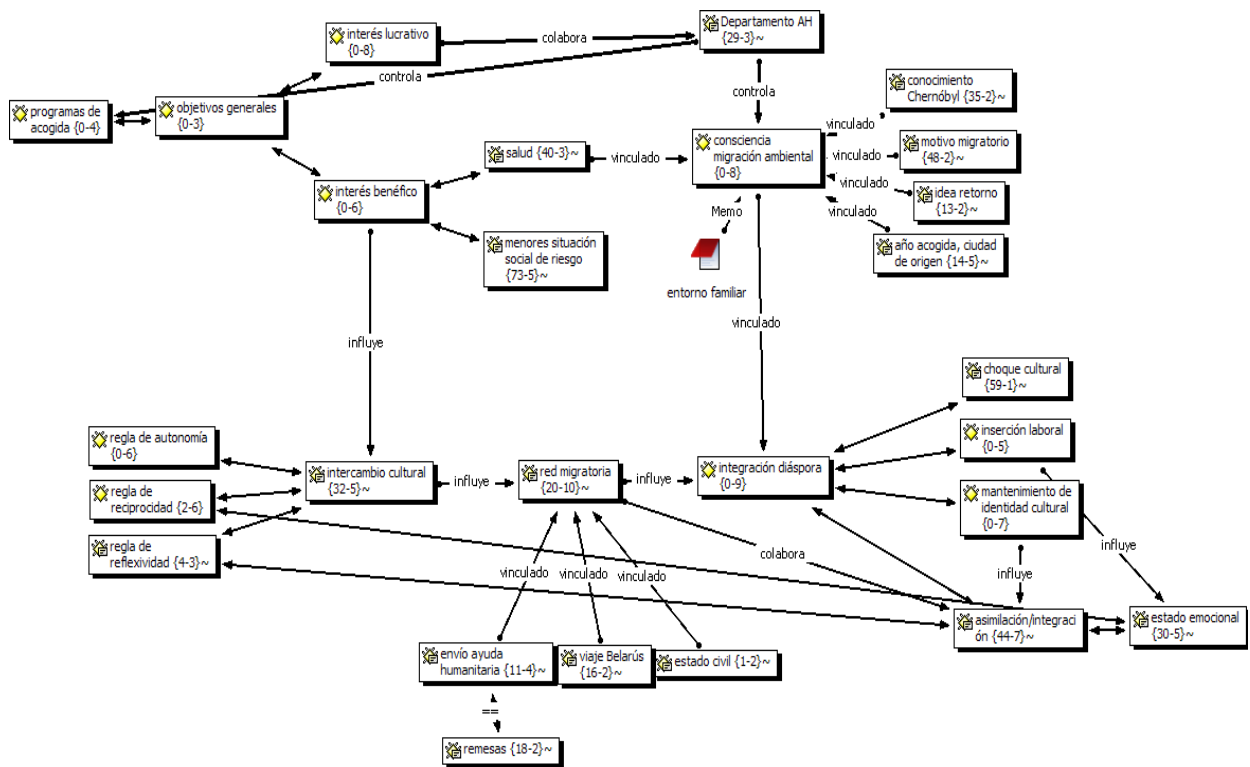 interés lucrativo
{0-8}
colabora
Departamento AH
{29-3}~
controla
programas de
acogida {0-4}
objetivos generales
{0-3}
controla
conocimiento
Chernóbyl {35-2}~
vinculado
salud {40-3}~
vinculado
consciencia
migración ambiental
{0-8}
motivo migratorio
{48-2}~
vinculado
interés benéfico
{0-6}
vinculado
idea retorno
{13-2}~
Memo
vinculado
menores situación
social de riesgo
{73-5}~
año acogida, ciudad
de origen {14-5}~
entorno familiar
vinculado
influye
choque cultural
{59-1}~
regla de autonomía
{0-6}
inserción laboral
{0-5}
intercambio cultural
{32-5}~
influye
red migratoria
{20-10}~
influye
integración diáspora
{0-9}
regla de
reciprocidad {2-6}
mantenimiento de
identidad cultural
{0-7}
regla de
reflexividad {4-3}~
influye
colabora
vinculado
vinculado
vinculado
influye
asimilación/integraci
ón {44-7}~
estado emocional
{30-5}~
envío ayuda
humanitaria {11-4}~
viaje Belarús
{16-2}~
estado civil {1-2}~
==
remesas {18-2}~